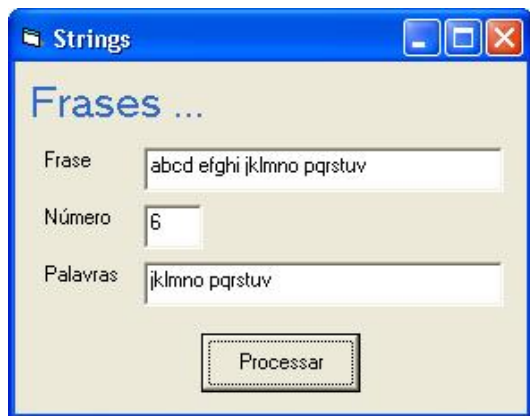 Strings
Frases ...
Frase abcd efghi jklmno pqrstuv
Número 6
Palavras jklmno pqrstuv
Processar